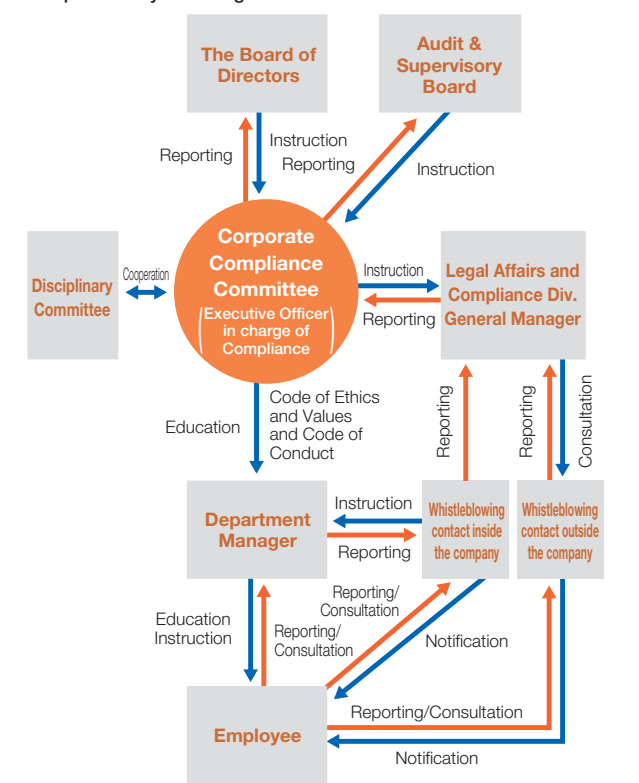 The Board of
Directors
Audit &
Supervisory
Board
Reporting
Instruction
Reporting
Instruction
Disciplinary
Committee
Cooperation
Corporate
Compliance
Committee
(Executive Officer
in charge of
Compliance)
Instruction
Reporting
Legal Affairs and
Compliance Div.
General Manager
Education
Code of Ethics
and Values
and Code of
Conduct
Reporting
Reporting
Consultation
Department
Manager
Instruction
Reporting
Whistleblowing
contact inside
the company
Whistleblowing
contact outside
the company
Education
Instruction
Reporting/
Consultation
Reporting/
Consultation
Notification
Employee
Reporting/Consultation
Notification